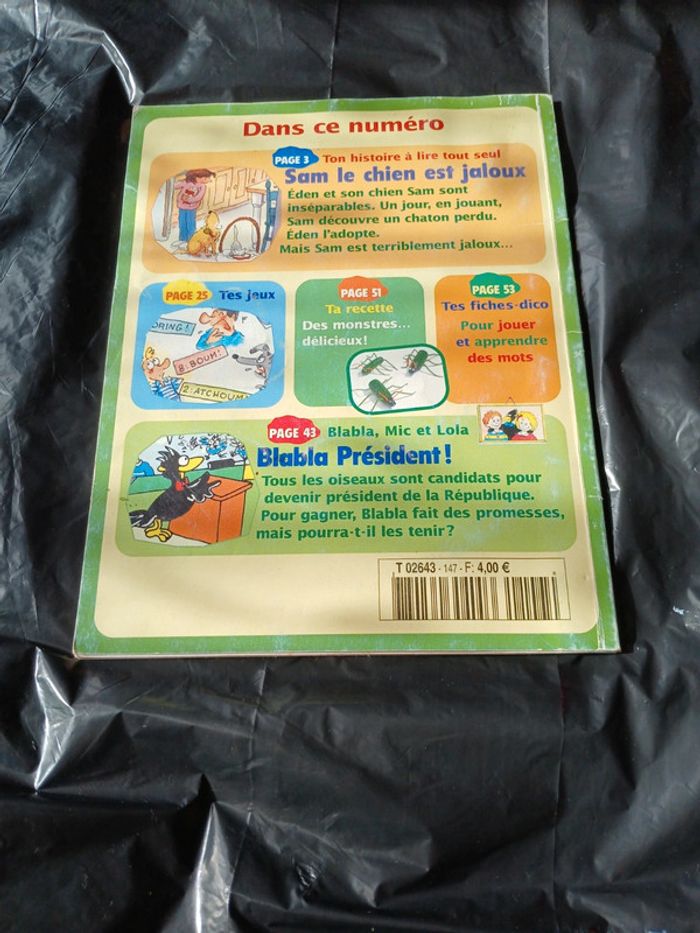 Dans ce numéro
PAGE 3 Ton histoire à lire tout seul
Sam le chien est jaloux
Éden et son chien Sam sont
inséparables. Un jour, en jouant,
Sam découvre un chaton perdu.
Éden l'adopte.
Mais Sam est terriblement jaloux...
PAGE 25 Tes jeux
DRING!
8: BOUM!
2: ATCHOUM
PAGE 51
Ta recette
Des monstres...
délicieux!
PAGE 53
Tes fiches-dico
Pour jouer
et apprendre
des mots
PAGE 43 Blabla, Mic et Lola
Blabla Président!
Tous les oiseaux sont candidats pour
devenir président de la République.
Pour gagner, Blabla fait des promesses,
mais pourra-t-il les tenir?
T 02643 - 147 - F: 4,00 €